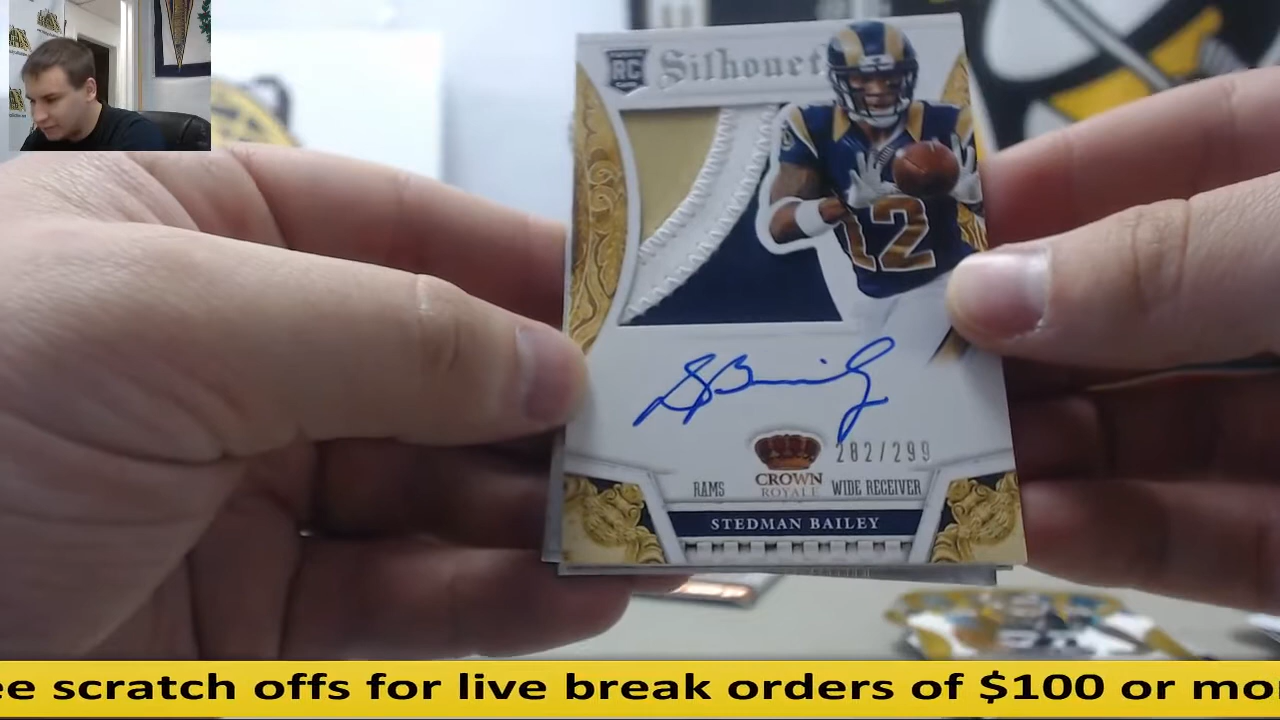 RC
Silhouet
12
282/299
CROWN
ROYALE
RAMS
WIDE RECEIVER
STEDMAN BAILEY
ee scratch offs for live break orders of $100 or mo